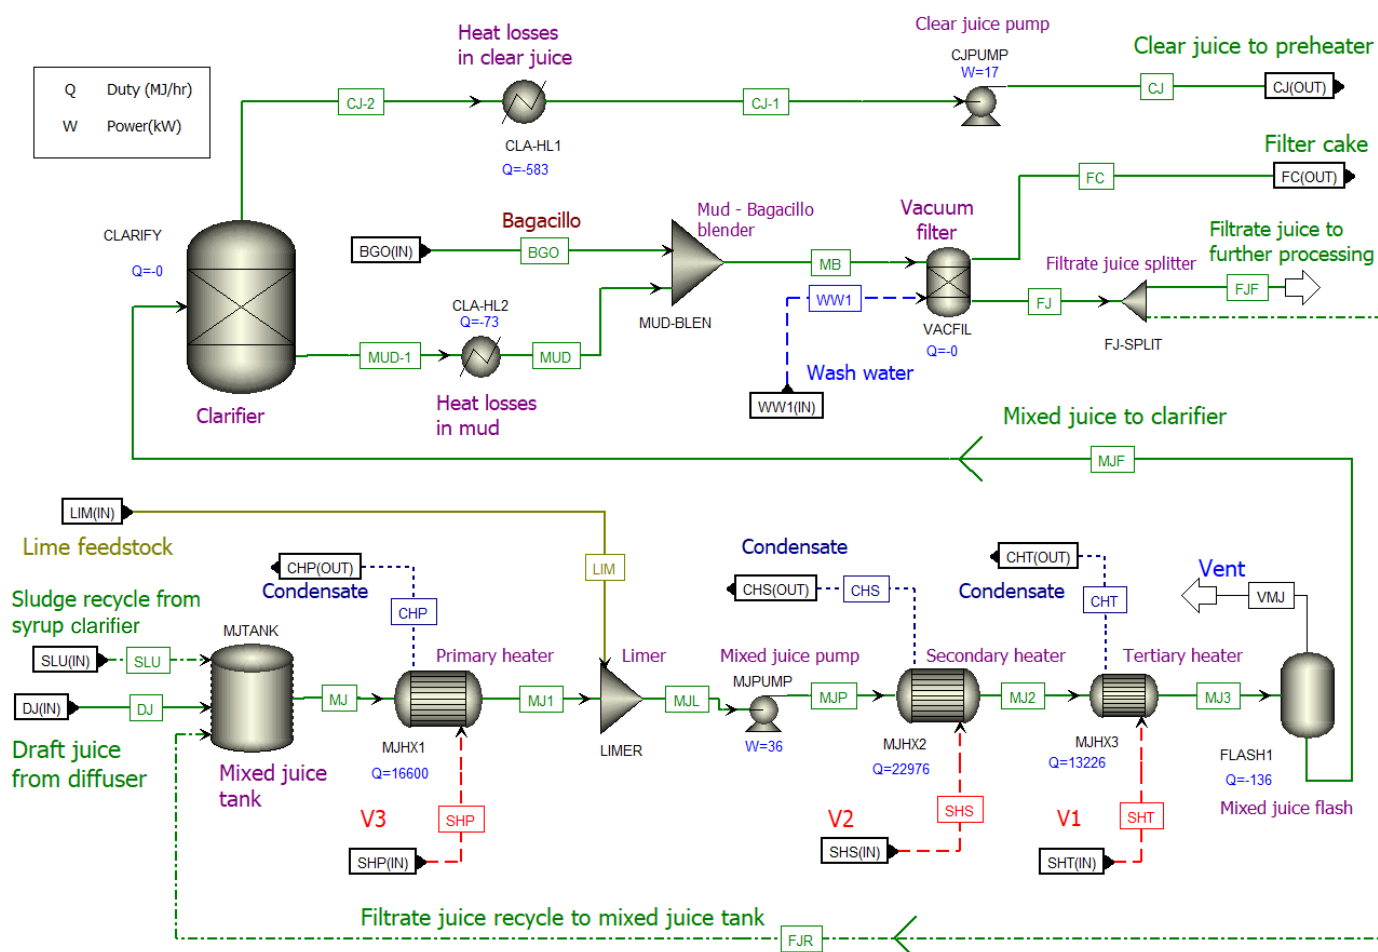 Q Duty (MJ/hr)
W Power(kW)
Heat losses
in clear juice
CJ-2
CLA-HL1
Q=-583
CJ-1
Clear juice pump
CJPUMP
W=17
Clear juice to preheater
CJ
CJ(OUT)
Filter cake
FC
FC(OUT)
CLARIFY
Q=-0
Clarifier
Bagacillo
BGO(IN)
BGO
Mud - Bagacillo
blender
MUD-BLEN
MB
Vacuum
filter
VACFIL
Q=-0
Filtrate juice to
further processing
Filtrate juice splitter
FJ
FJF
FJ-SPLIT
CLA-HL2
Q=-73
MUD-1
MUD
Heat losses
in mud
WW1
Wash water
WW1(IN)
Mixed juice to clarifier
MJF
LIM(IN)
Lime feedstock
LIM
CHP(OUT)
Condensate
CHP
Condensate
CHS(OUT)
CHS
CHT(OUT)
Condensate
CHT
Vent
VMJ
Sludge recycle from
syrup clarifier
SLU(IN)
SLU
DJ(IN)
DJ
Draft juice
from diffuser
MJTANK
Mixed juice
tank
MJ
Primary heater
MJHX1
Q=16600
MJ1
Limer
LIMER
MJL
Mixed juice pump
MJPUMP
W=36
MJP
Secondary heater
MJHX2
Q=22976
MJ2
Tertiary heater
MJHX3
Q=13226
MJ3
FLASH1
Q=-136
Mixed juice flash
V3
SHP
SHP(IN)
V2
SHS
SHS(IN)
V1
SHT
SHT(IN)
Filtrate juice recycle to mixed juice tank
FJR